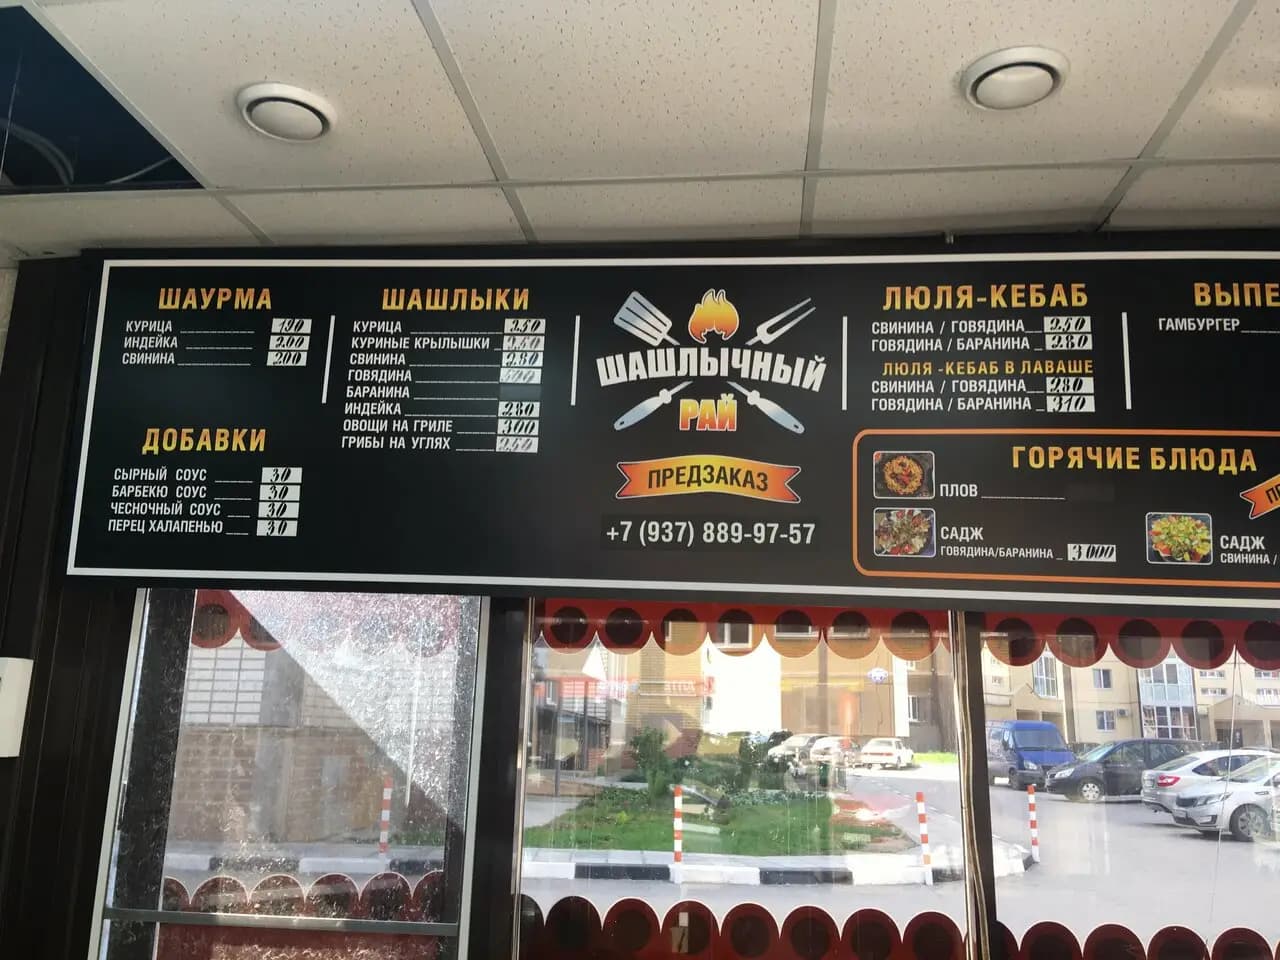 ШАУРМА
КУРИЦА 190
ИНДЕЙКА 200
СВИНИНА 200
ДОБАВКИ
СЫРНЫЙ СОУС 30
БАРБЕКЮ СОУС 30
ЧЕСНОЧНЫЙ СОУС 30
ПЕРЕЦ ХАЛАПЕНЬЮ 30
ШАШЛЫКИ
КУРИЦА 250
КУРИНЫЕ КРЫЛЫШКИ
СВИНИНА 280
ГОВЯДИНА
БАРАНИНА
ИНДЕЙКА 280
ОВОЩИ НА ГРИЛЕ 300
ГРИБЫ НА УГЛЯХ 250
ШАШЛЫЧНЫЙ
РАЙ
ПРЕДЗАКАЗ
+7 (937) 889-97-57
ЛЮЛЯ-КЕБАБ
СВИНИНА / ГОВЯДИНА 250
ГОВЯДИНА / БАРАНИНА 280
ЛЮЛЯ -КЕБАБ В ЛАВАШЕ
СВИНИНА / ГОВЯДИНА 280
ГОВЯДИНА / БАРАНИНА 310
ВЫПЕ
ГАМБУРГЕР
ГОРЯЧИЕ БЛЮДА
ПЛОВ
САДЖ
ГОВЯДИНА/БАРАНИНА 3000
САДЖ
СВИНИНА /